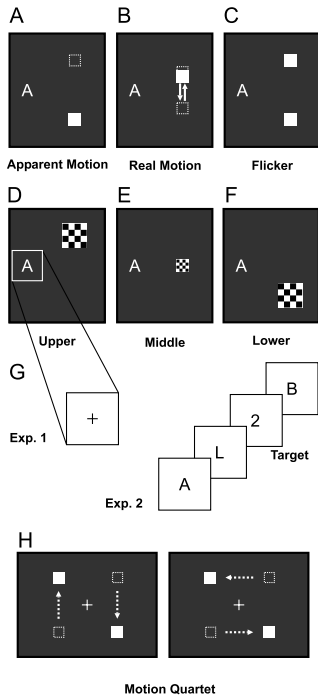 A B C
A A A
Apparent Motion Real Motion Flicker
D E F
A A A
Upper Middle Lower
G
B
2
Target
L
Exp. 1
A
Exp. 2
H
Motion Quartet